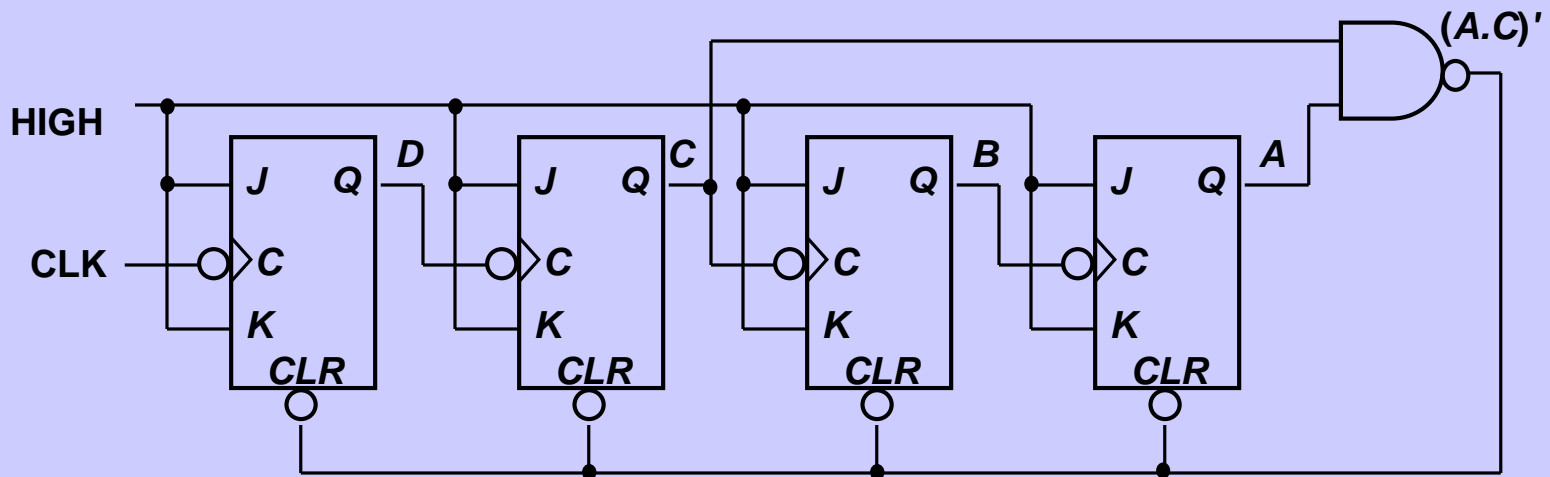 (A.C)'
HIGH
D C B A
J Q J Q J Q J Q
CLK C C C C
K K K K
CLR CLR CLR CLR